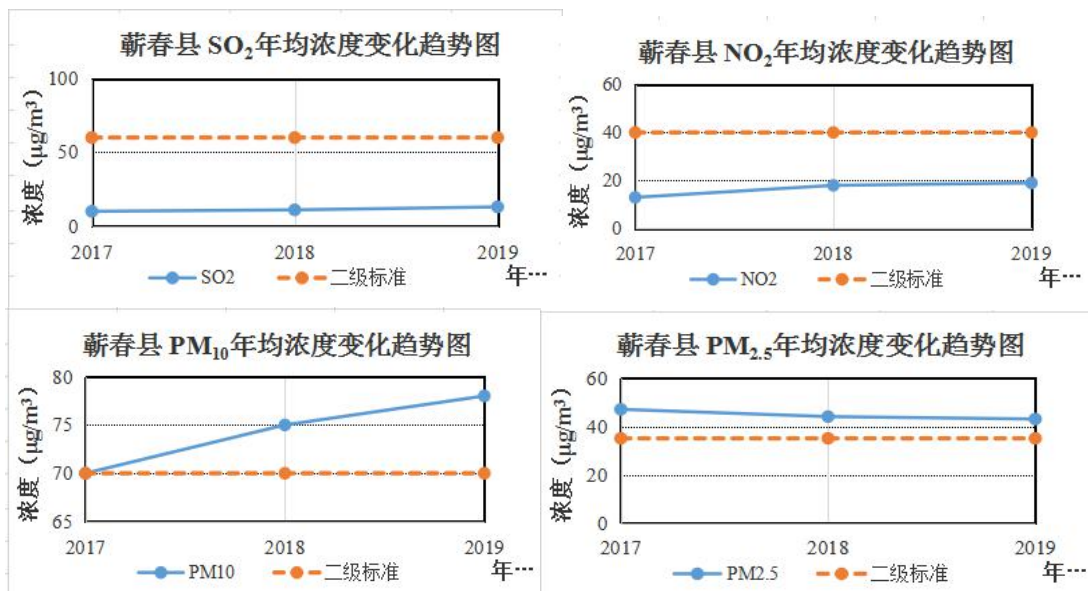 蕲春县 SO₂年均浓度变化趋势图
浓度（μg/m³）
100
50
0
2017
2018
2019
SO2
二级标准
年…
蕲春县 NO₂年均浓度变化趋势图
浓度（μg/m³）
60
40
20
0
2017
2018
2019
NO2
二级标准
年…
蕲春县 PM₁₀年均浓度变化趋势图
浓度（μg/m³）
80
75
70
65
2017
2018
2019
PM10
二级标准
年…
蕲春县 PM₂.₅年均浓度变化趋势图
浓度（μg/m³）
60
40
20
0
2017
2018
2019
PM2.5
二级标准
年…